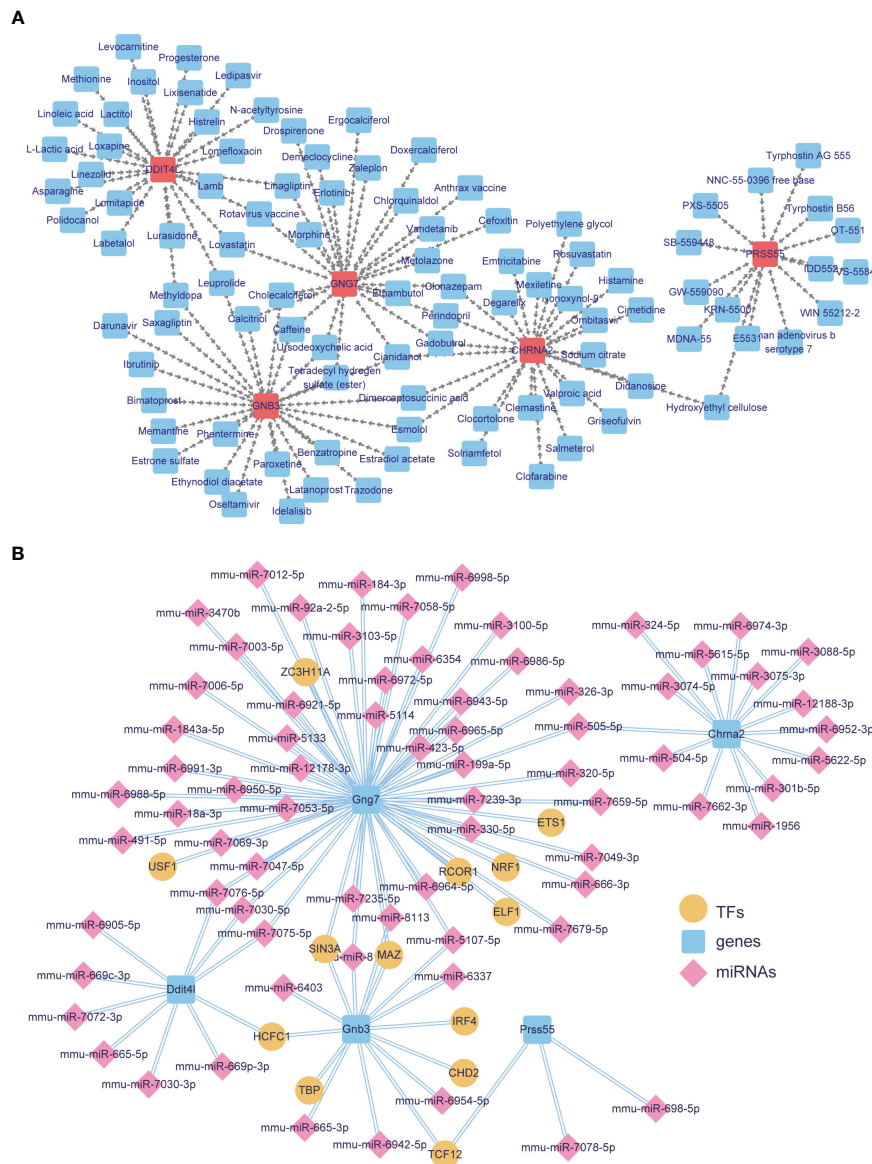 A
Levocarnitine
Progesterone
Ledipasvir
Methionine
Inositol
Lixisenatide
N-acetyltyrosine
Linoleic acid
Lactitol
Histrelin
Drospirenone
Ergocalciferol
L-Lactic acid
Loxapine
Lomefloxacin
Demeclocycline
Doxercalciferol
Zaleplon
Tyrphostin AG 555
Linezolid
DDIT4L
NNC-55-0396 free base
Asparagine
Lamb
Linagliptin
Erlotinib
Anthrax vaccine
Lomitapide
Chlorquinaldol
PXS-5505
Tyrphostin B56
Polidocanol
Rotavirus vaccine
Vandetanib
Cefoxitin
Polyethylene glycol
OT-551
Labetalol
Lurasidone
Morphine
SB-559448
PRSS55
Lovastatin
Metolazone
Emtricitabine
Rosuvastatin
Leuprolide
GNG7
Mexiletine
Histamine
IDD552
VS-5584
Methyldopa
Cholecalciferol
Ethambutol
Clonazepam
Nonoxynol-9
GW-559090
Degarelix
Cimetidine
KRN-5500
WIN 55212-2
Darunavir
Saxagliptin
Calcitriol
Caffeine
Perindopril
Ombitasvir
MDNA-55
E5531
Ursodeoxycholic acid
Gadobutrol
CHRNA2
Sodium citrate
serotype 7
Ibrutinib
Cianidanol
Tetradecyl hydrogen
sulfate (ester)
Didanosine
Bimatoprost
GNB3
Dimercaptosuccinic acid
Valproic acid
Hydroxyethyl cellulose
Memantine
Phentermine
Esmolol
Clocortolone
Clemastine
Griseofulvin
Estrone sulfate
Benzatropine
Solriamfetol
Salmeterol
Paroxetine
Estradiol acetate
Ethynodiol diacetate
Latanoprost
Trazodone
Clofarabine
Oseltamivir
Idelalisib
B
mmu-miR-7012-5p
mmu-miR-184-3p
mmu-miR-6998-5p
mmu-miR-3470b
mmu-miR-92a-2-5p
mmu-miR-7058-5p
mmu-miR-324-5p
mmu-miR-6974-3p
mmu-miR-7003-5p
mmu-miR-3103-5p
mmu-miR-3100-5p
mmu-miR-5615-5p
mmu-miR-3088-5p
ZC3H11A
mmu-miR-6354
mmu-miR-6972-5p
mmu-miR-6986-5p
mmu-miR-3074-5p
mmu-miR-3075-3p
mmu-miR-7006-5p
mmu-miR-6921-5p
mmu-miR-6943-5p
mmu-miR-326-3p
mmu-miR-12188-3p
mmu-miR-5114
mmu-miR-1843a-5p
mmu-miR-5133
mmu-miR-6965-5p
mmu-miR-505-5p
Chrna2
mmu-miR-6952-3p
mmu-miR-423-5p
mmu-miR-6991-3p
mmu-miR-12178-3p
mmu-miR-199a-5p
mmu-miR-320-5p
mmu-miR-504-5p
mmu-miR-5622-5p
mmu-miR-6988-5p
mmu-miR-6950-5p
Gng7
mmu-miR-7239-3p
mmu-miR-7659-5p
mmu-miR-301b-5p
mmu-miR-18a-3p
mmu-miR-7053-5p
mmu-miR-7662-3p
mmu-miR-491-5p
mmu-miR-330-5p
ETS1
mmu-miR-1956
mmu-miR-7069-3p
USF1
mmu-miR-7047-5p
RCOR1
NRF1
mmu-miR-7049-3p
mmu-miR-7076-5p
mmu-miR-6964-5p
mmu-miR-666-3p
mmu-miR-7235-5p
mmu-miR-7030-5p
ELF1
TFs
mmu-miR-6905-5p
mmu-miR-7075-5p
mmu-miR-8113
mmu-miR-7679-5p
SIN3A
MAZ
mmu-miR-5107-5p
genes
mmu-miR-669c-3p
Ddit4l
mmu-miR-6337
miRNAs
mmu-miR-6403
mmu-miR-7072-3p
HCFC1
Gnb3
IRF4
Prss55
mmu-miR-665-5p
mmu-miR-669p-3p
CHD2
mmu-miR-7030-3p
TBP
mmu-miR-6954-5p
mmu-miR-698-5p
mmu-miR-665-3p
mmu-miR-6942-5p
TCF12
mmu-miR-7078-5p